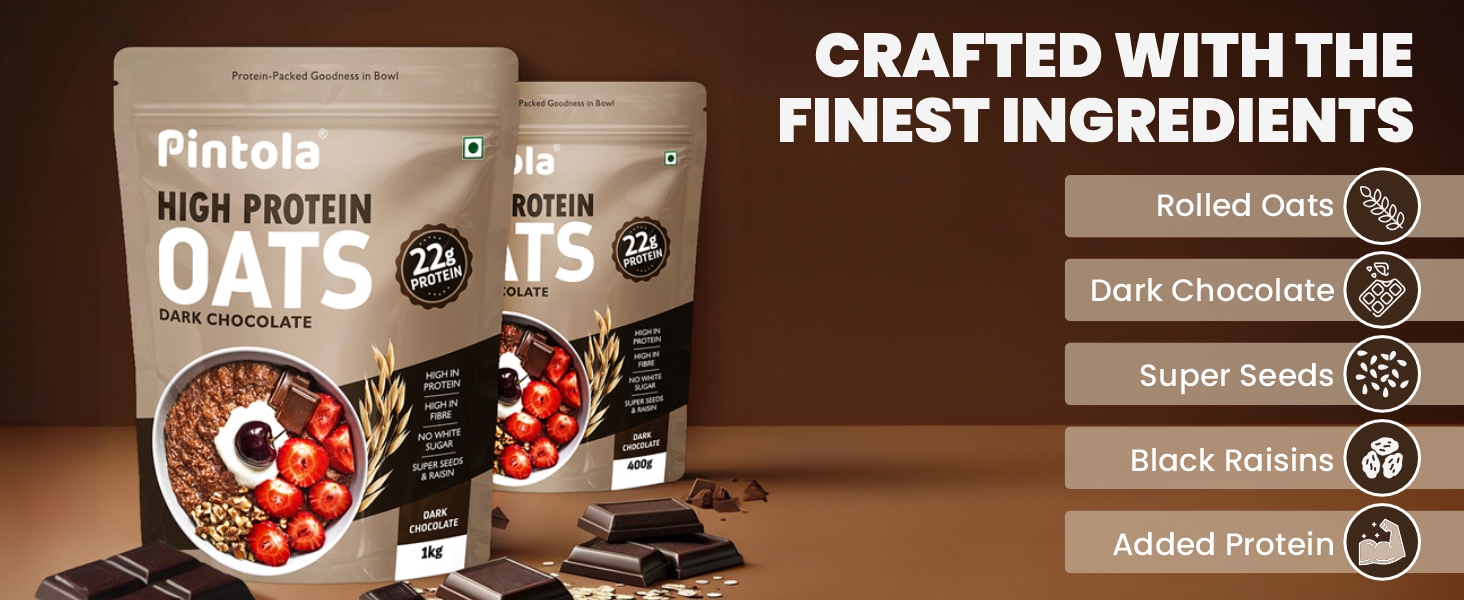 Protein-Packed Goodness in Bowl
Pintola®
HIGH PROTEIN
OATS
DARK CHOCOLATE
22g
PROTEIN
HIGH IN
PROTEIN
HIGH IN
FIBRE
NO WHITE
SUGAR
SUPER SEEDS
& RAISIN
DARK
CHOCOLATE
1kg
Packed Goodness in Bowl
ola®
ROTEIN
ATS
COLATE
22g
PROTEIN
HIGH IN
PROTEIN
HIGH IN
FIBRE
NO WHITE
SUGAR
SUPER SEEDS
& RAISIN
DARK
CHOCOLATE
400g
CRAFTED WITH THE
FINEST INGREDIENTS
Rolled Oats
Dark Chocolate
Super Seeds
Black Raisins
Added Protein